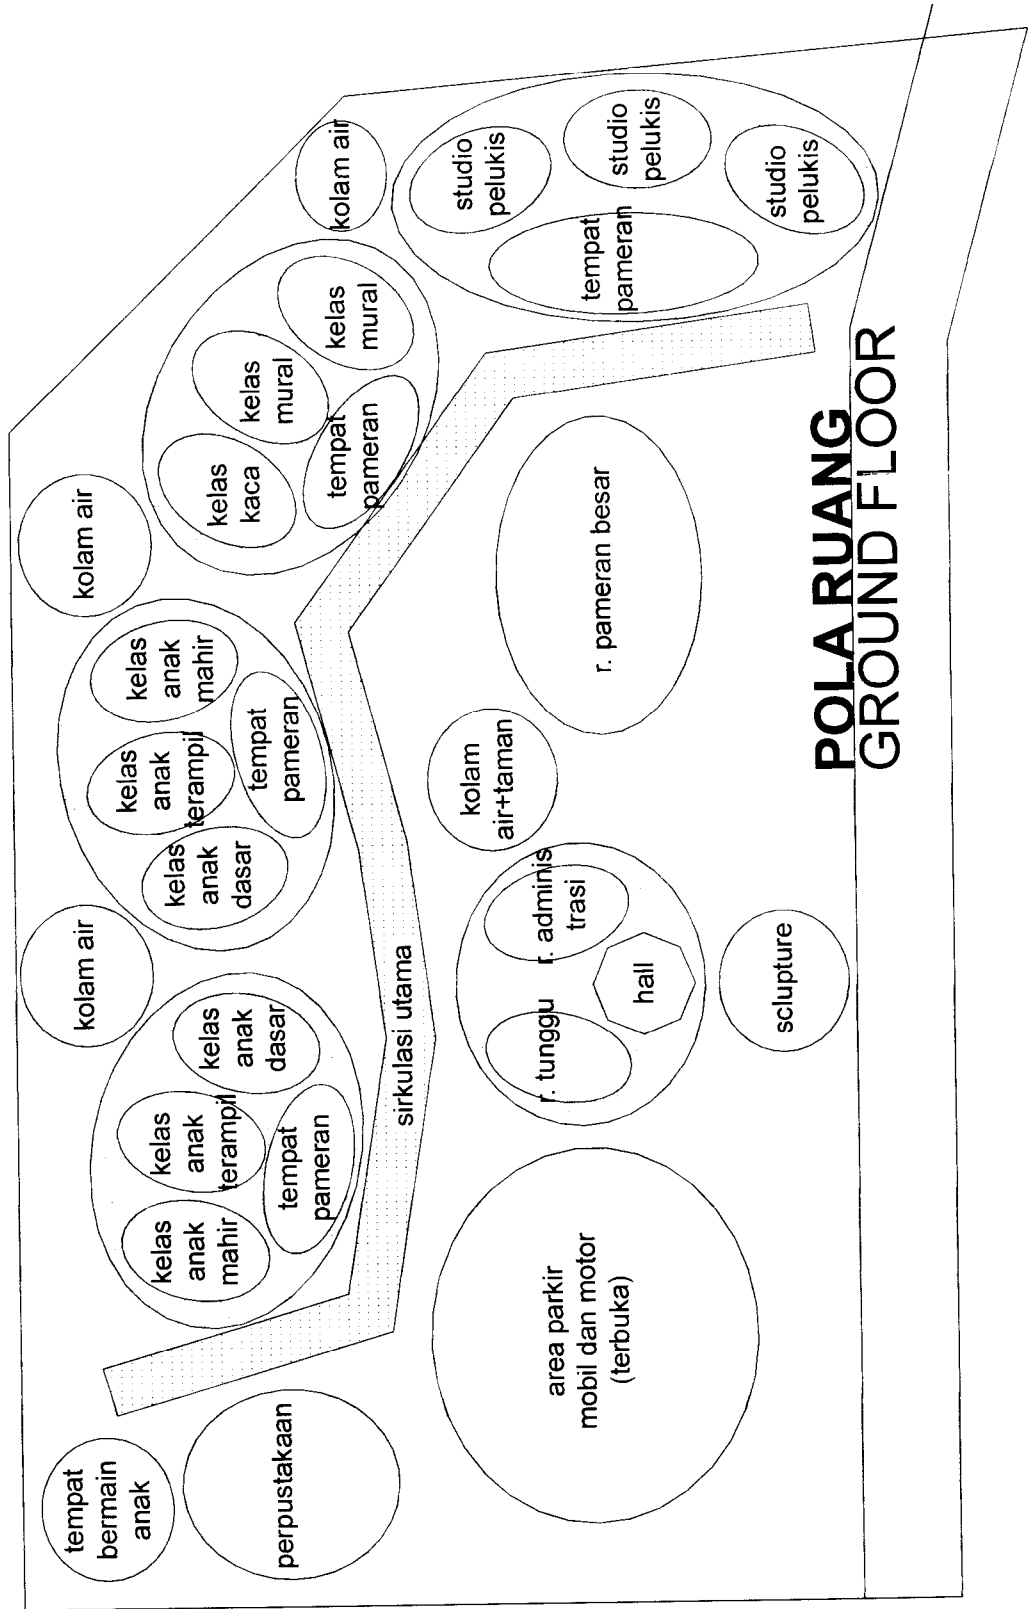 tempat
bermain
anak
perpustakaan
kelas
anak
mahir
kelas
anak
terampil
kelas
anak
dasar
tempat
pameran
kolam air
kelas
anak
dasar
kelas
anak
terampil
kelas
anak
mahir
tempat
pameran
kolam air
kelas
kaca
kelas
mural
kelas
mural
tempat
pameran
kolam air
studio
pelukis
studio
pelukis
studio
pelukis
tempat
pameran
sirkulasi utama
area parkir
mobil dan motor
(terbuka)
r. tunggu
r. adminis
trasi
hall
kolam
air+taman
r. pameran besar
sclupture
POLA RUANG
GROUND FLOOR